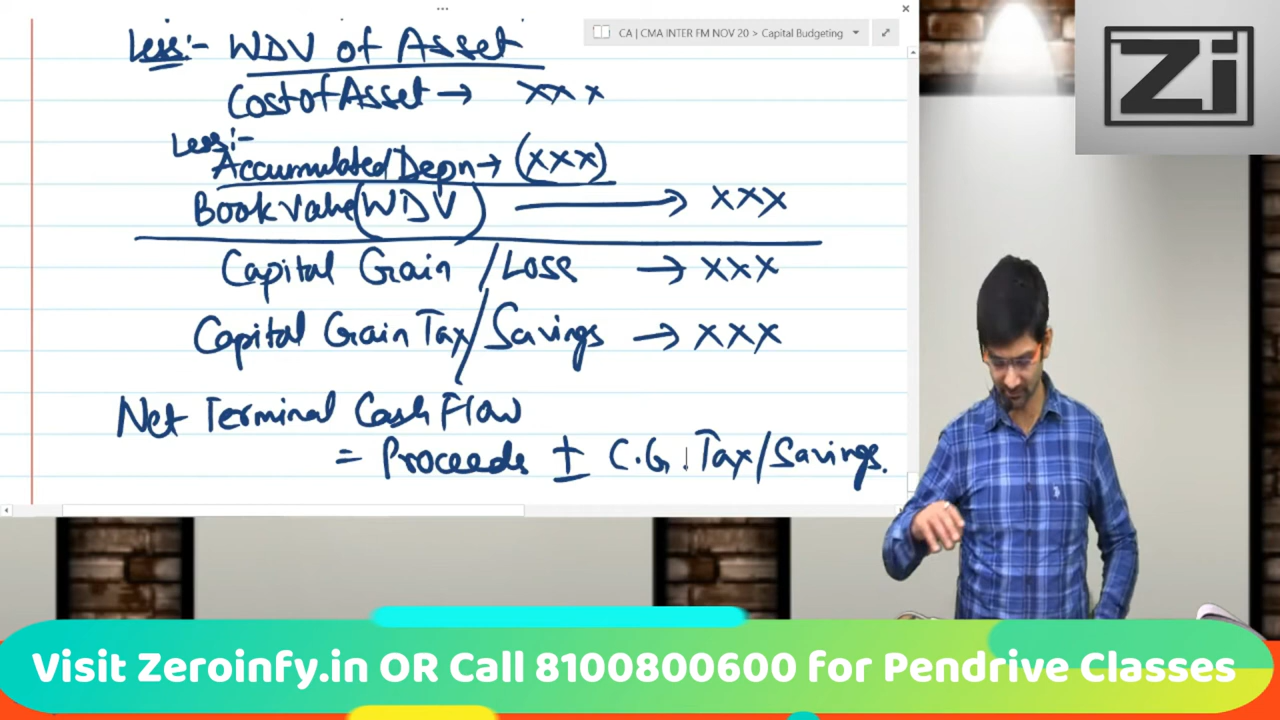 CA | CMA INTER FM NOV 20 > Capital Budgeting
Less:- WDV of Asset
Cost of Asset → xxx
Less:-
Accumulated Depn → (xxx)
Book Value (WDV) → xxx
Capital Grain / Loss → xxx
Capital Grain Tax / Savings → xxx
Net Terminal Cash Flow
= Proceeds ± C.G. Tax / Savings.
Zi
Visit Zeroinfy.in OR Call 8100800600 for Pendrive Classes